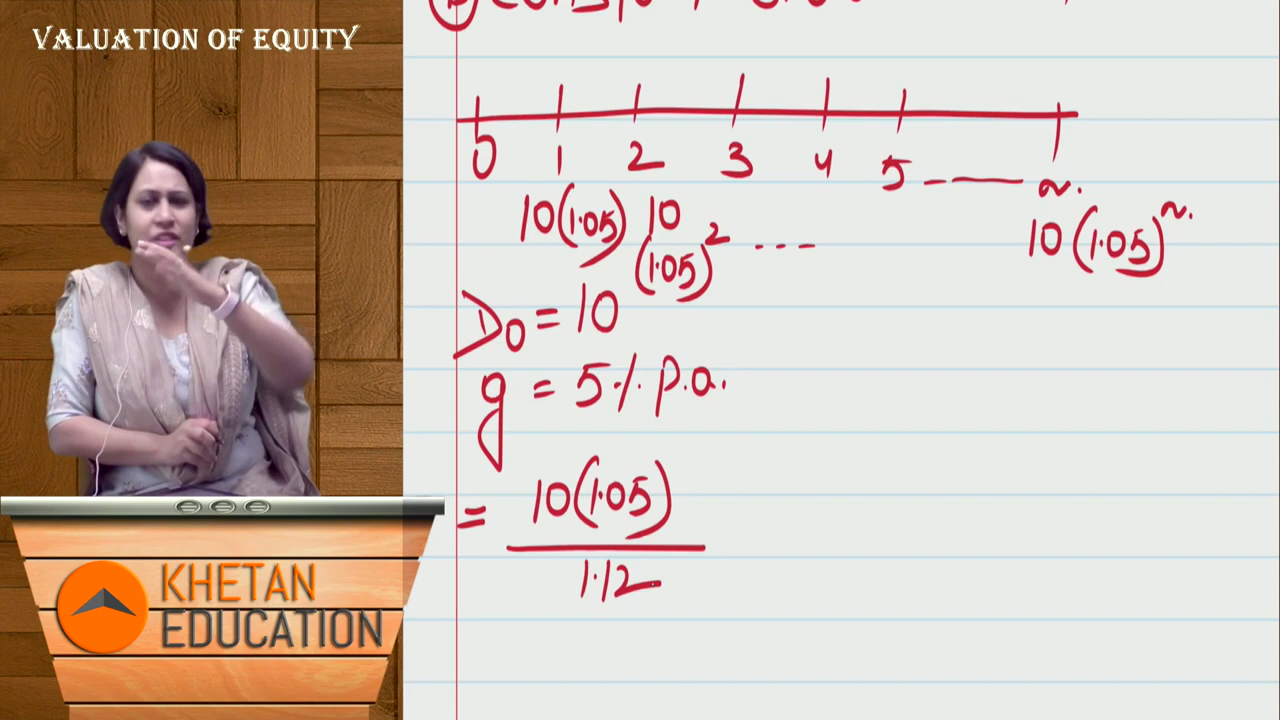 VALUATION OF EQUITY
0 1 2 3 4 5 ——— n.
10(1.05) 10 (1.05)² --- 10(1.05)ⁿ.
D₀ = 10
g = 5% p.a.
= 10(1.05)
1.12
KHETAN
EDUCATION